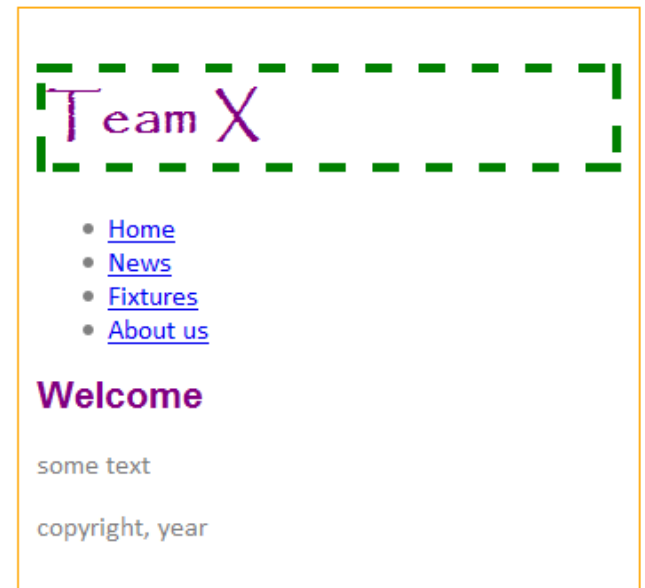 Team X
Home
News
Fixtures
About us
Welcome
some text
copyright, year